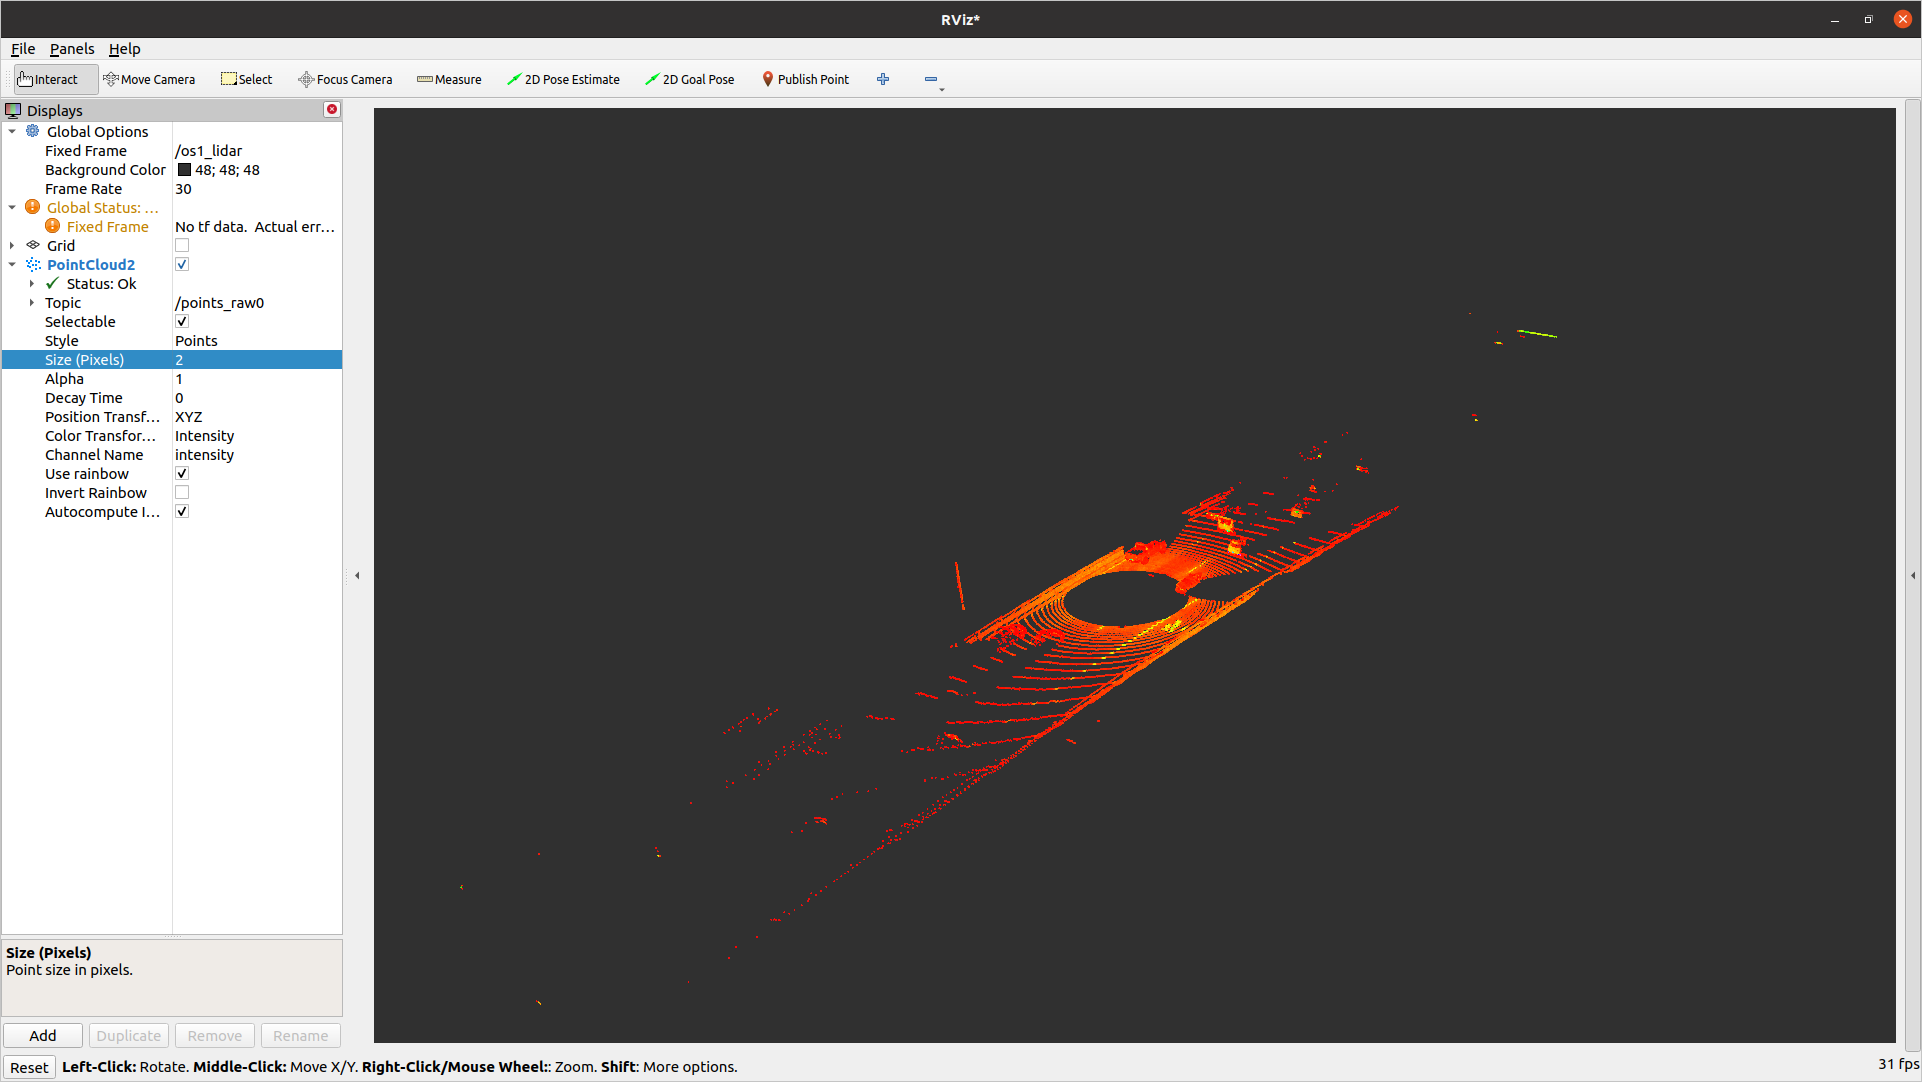 RViz*
File Panels Help
Interact Move Camera Select Focus Camera Measure 2D Pose Estimate 2D Goal Pose Publish Point
Displays
Global Options
Fixed Frame /os1_lidar
Background Color 48; 48; 48
Frame Rate 30
Global Status: ...
Fixed Frame No tf data.  Actual err...
Grid
PointCloud2
Status: Ok
Topic /points_raw0
Selectable
Style Points
Size (Pixels) 2
Alpha 1
Decay Time 0
Position Transf... XYZ
Color Transfor... Intensity
Channel Name intensity
Use rainbow
Invert Rainbow
Autocompute I...
Size (Pixels)
Point size in pixels.
Add Duplicate Remove Rename
Reset Left-Click: Rotate. Middle-Click: Move X/Y. Right-Click/Mouse Wheel:: Zoom. Shift: More options. 31 fps